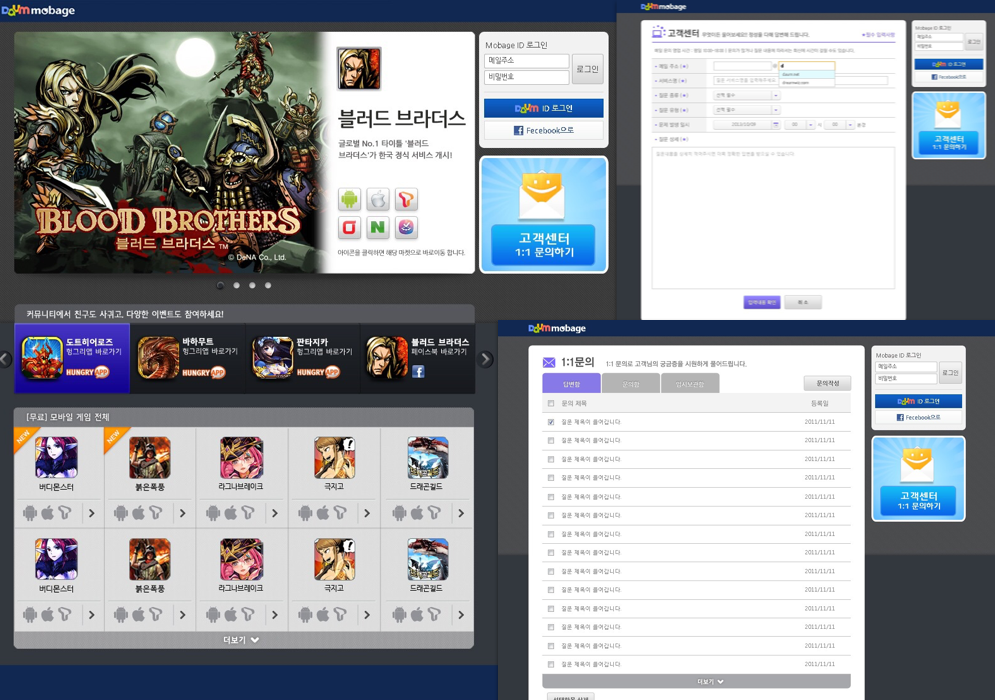 Daum mobage
BLOOD BROTHERS
블러드 브라더스 TM
© DeNA Co., Ltd.
블러드 브라더스
글로벌 No.1 타이틀 '블러드
브라더스'가 한국 정식 서비스 개시!
아이콘을 클릭하면 해당 마켓으로 바로이동 합니다.
Mobage ID 로그인
메일주소
비밀번호
로그인
Daum ID 로그인
Fecebook으로
고객센터
1:1 문의하기
커뮤니티에서 친구도 사귀고, 다양한 이벤트도 참여하세요!
도트히어로즈
헝그리앱 바로가기
HUNGRY APP
바하무트
헝그리앱 바로가기
HUNGRY APP
판타지카
헝그리앱 바로가기
HUNGRY APP
블러드 브라더스
페이스북 바로가기
[무료] 모바일 게임 전체
NEW
NEW
버디몬스터
붉은폭풍
라그나브레이크
극지고
드래곤길드
버디몬스터
붉은폭풍
라그나브레이크
극지고
드래곤길드
더보기
Daum mobage
고객센터
Mobage ID 로그인
메일주소
비밀번호
로그인
Daum ID 로그인
Fecebook으로
고객센터
1:1 문의하기
Daum mobage
1:1문의
1:1 문의로 고객님의 궁금증을 시원하게 풀어드립니다.
답변함
문의함
임시보관함
문의작성
문의 제목
등록일
질문 제목이 들어갑니다
2011/11/11
질문 제목이 들어갑니다
2011/11/11
질문 제목이 들어갑니다
2011/11/11
질문 제목이 들어갑니다
2011/11/11
질문 제목이 들어갑니다
2011/11/11
질문 제목이 들어갑니다
2011/11/11
질문 제목이 들어갑니다
2011/11/11
질문 제목이 들어갑니다
2011/11/11
질문 제목이 들어갑니다
2011/11/11
질문 제목이 들어갑니다
2011/11/11
질문 제목이 들어갑니다
2011/11/11
질문 제목이 들어갑니다
2011/11/11
질문 제목이 들어갑니다
2011/11/11
질문 제목이 들어갑니다
2011/11/11
더보기
Mobage ID 로그인
메일주소
비밀번호
로그인
Daum ID 로그인
Fecebook으로
고객센터
1:1 문의하기